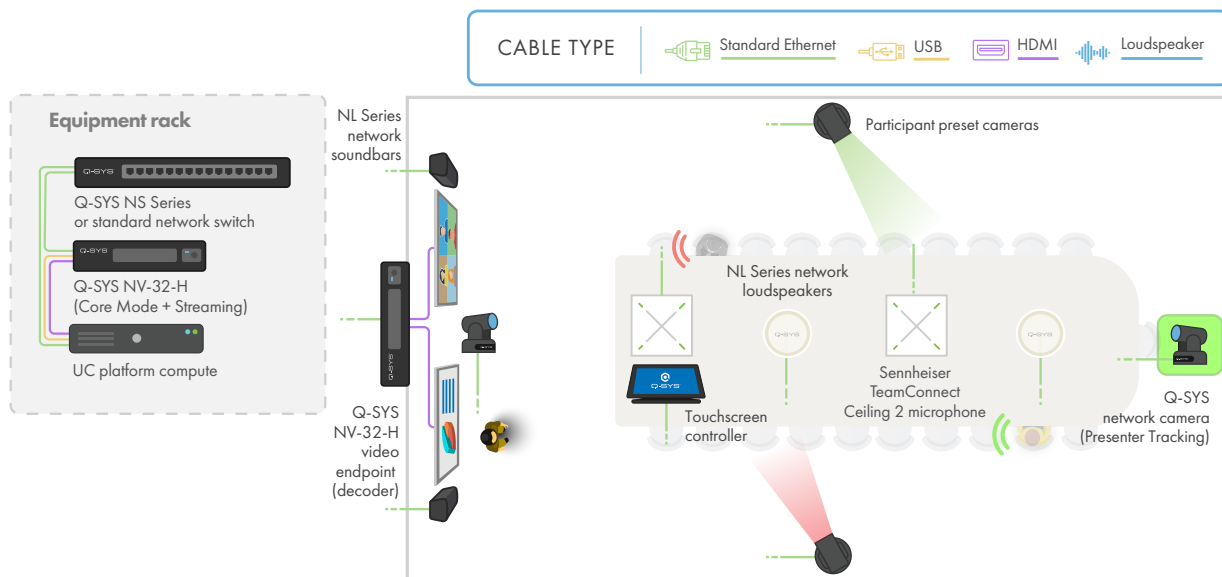 CABLE TYPE
Standard Ethernet
USB
HDMI
Loudspeaker
Equipment rack
Q-SYS
Q-SYS NS Series
or standard network switch
Q-SYS
Q-SYS NV-32-H
(Core Mode + Streaming)
UC platform compute
NL Series
network
soundbars
Q-SYS
Q-SYS
NV-32-H
video
endpoint
(decoder)
Q-SYS
Participant preset cameras
NL Series network
loudspeakers
Q-SYS
Q-SYS
Q-SYS
Touchscreen
controller
Sennheiser
TeamConnect
Ceiling 2 microphone
Q-SYS
Q-SYS
network camera
(Presenter Tracking)